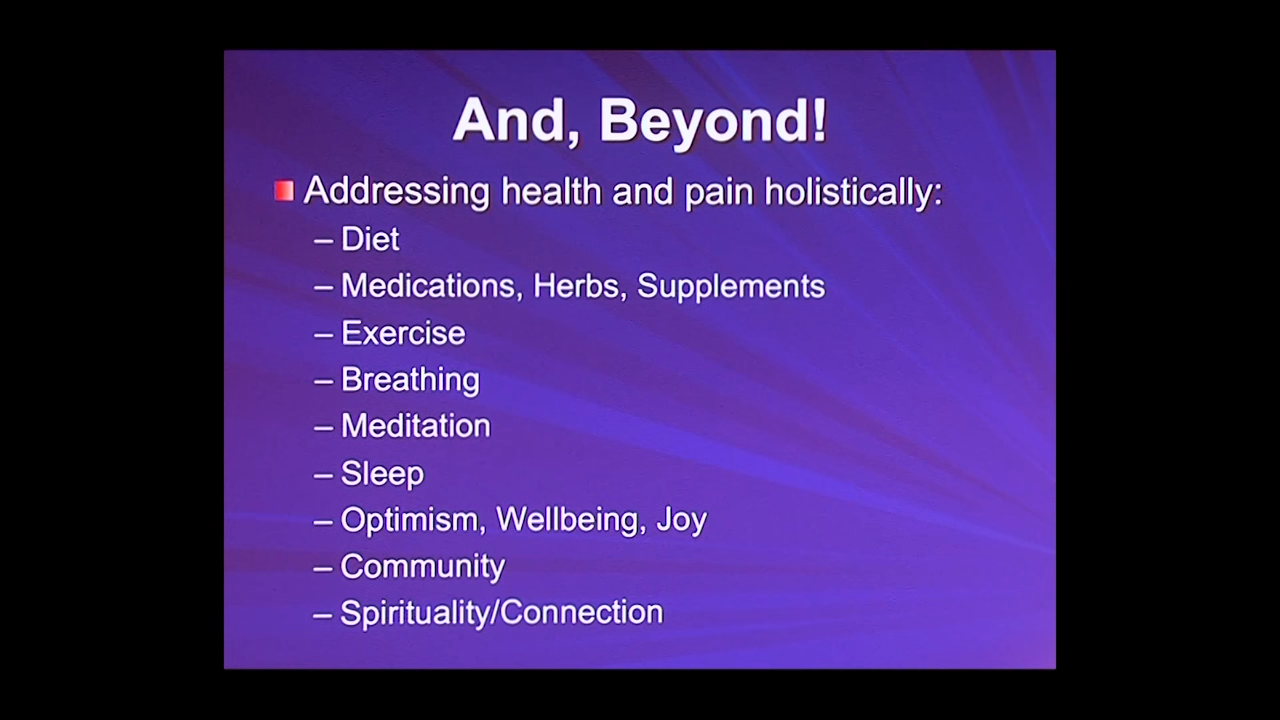 And, Beyond!
Addressing health and pain holistically:
– Diet
– Medications, Herbs, Supplements
– Exercise
– Breathing
– Meditation
– Sleep
– Optimism, Wellbeing, Joy
– Community
– Spirituality/Connection